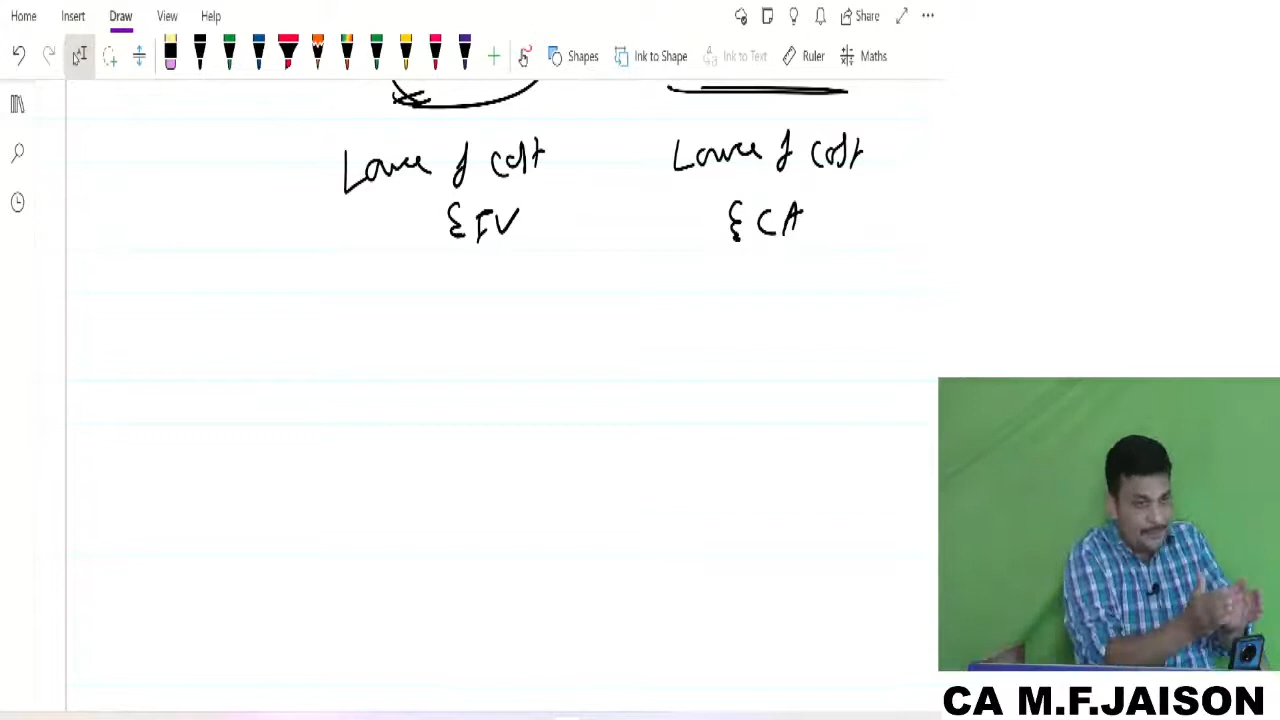 Home Insert Draw View Help Share
Shapes Ink to Shape Ink to Text Ruler Maths
Lower of cost Lower of cost
& FV & CA
CA M.F.JAISON